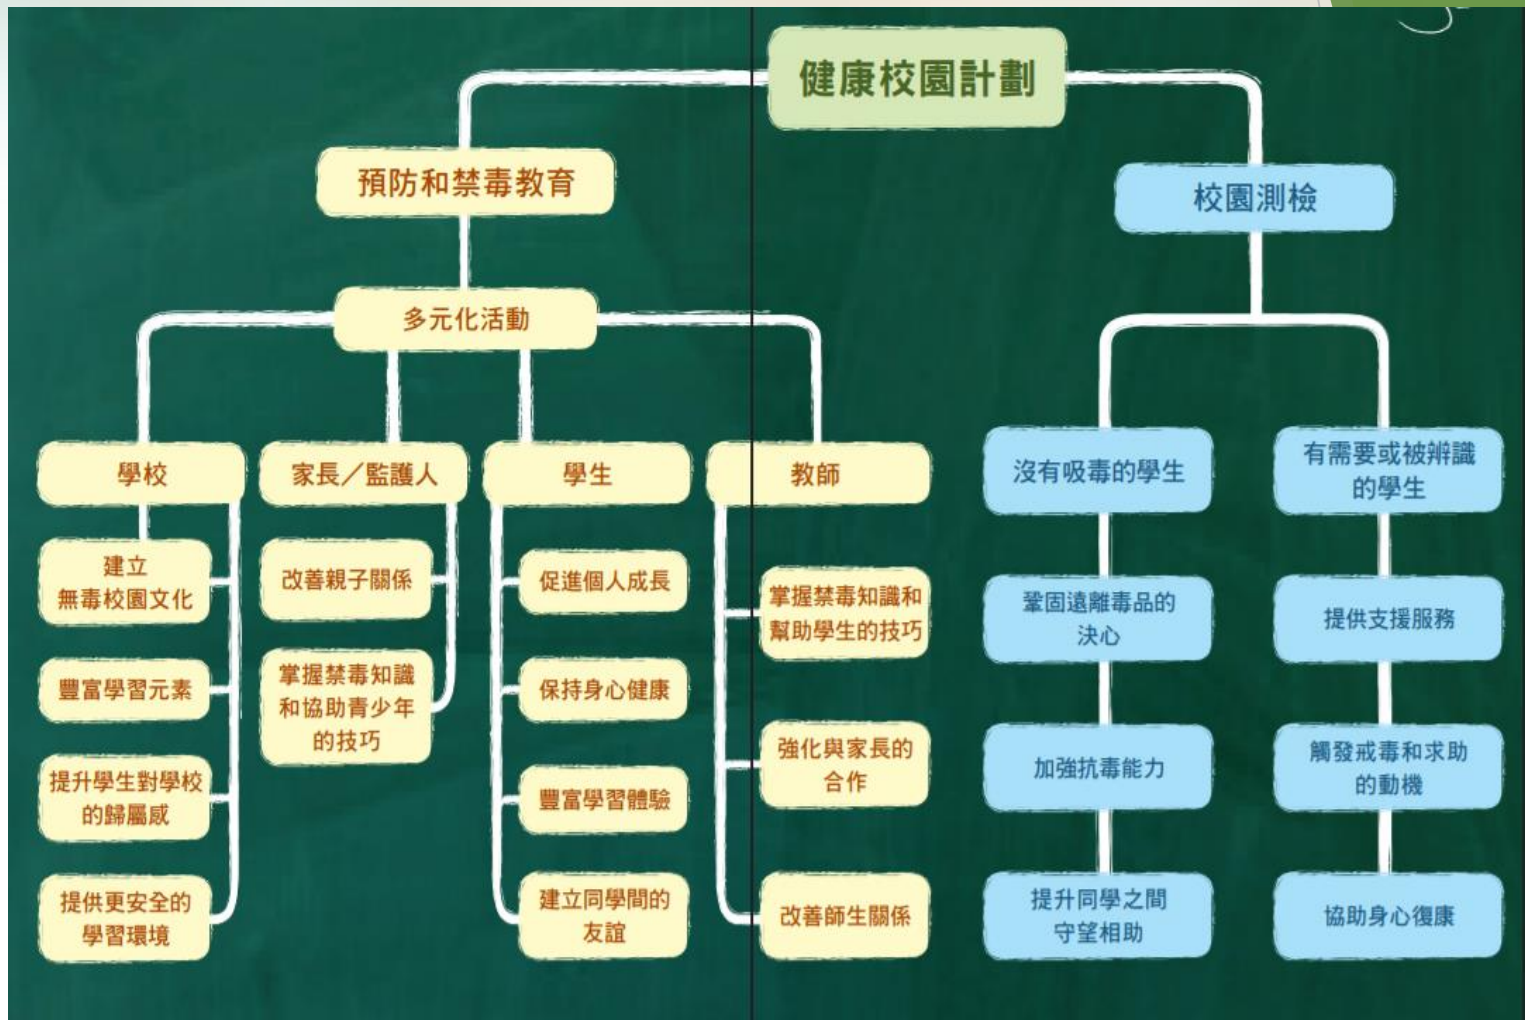 健康校園計劃
預防和禁毒教育
多元化活動
學校
建立
無毒校園文化
豐富學習元素
提升學生對學校
的歸屬感
提供更安全的
學習環境
家長／監護人
改善親子關係
掌握禁毒知識
和協助青少年
的技巧
學生
促進個人成長
保持身心健康
豐富學習體驗
建立同學間的
友誼
教師
掌握禁毒知識和
幫助學生的技巧
強化與家長的
合作
改善師生關係
校園測檢
沒有吸毒的學生
鞏固遠離毒品的
決心
加強抗毒能力
提升同學之間
守望相助
有需要或被辨識
的學生
提供支援服務
觸發戒毒和求助
的動機
協助身心復康